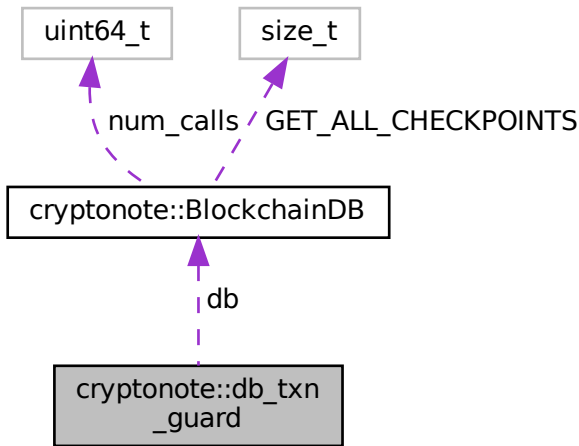 uint64_t
size_t
num_calls
GET_ALL_CHECKPOINTS
cryptonote::BlockchainDB
db
cryptonote::db_txn
_guard